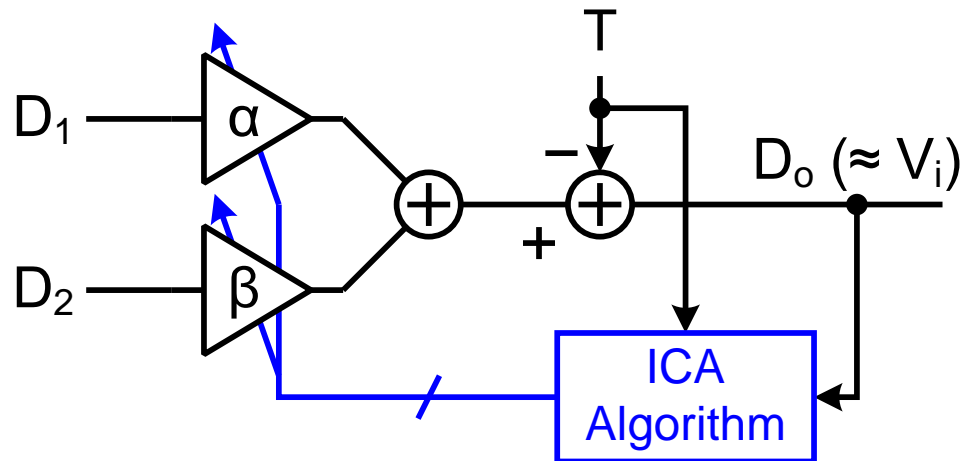 T
D₁
α
−
Dₒ (≈ Vᵢ)
+
+
+
D₂
β
ICA
Algorithm